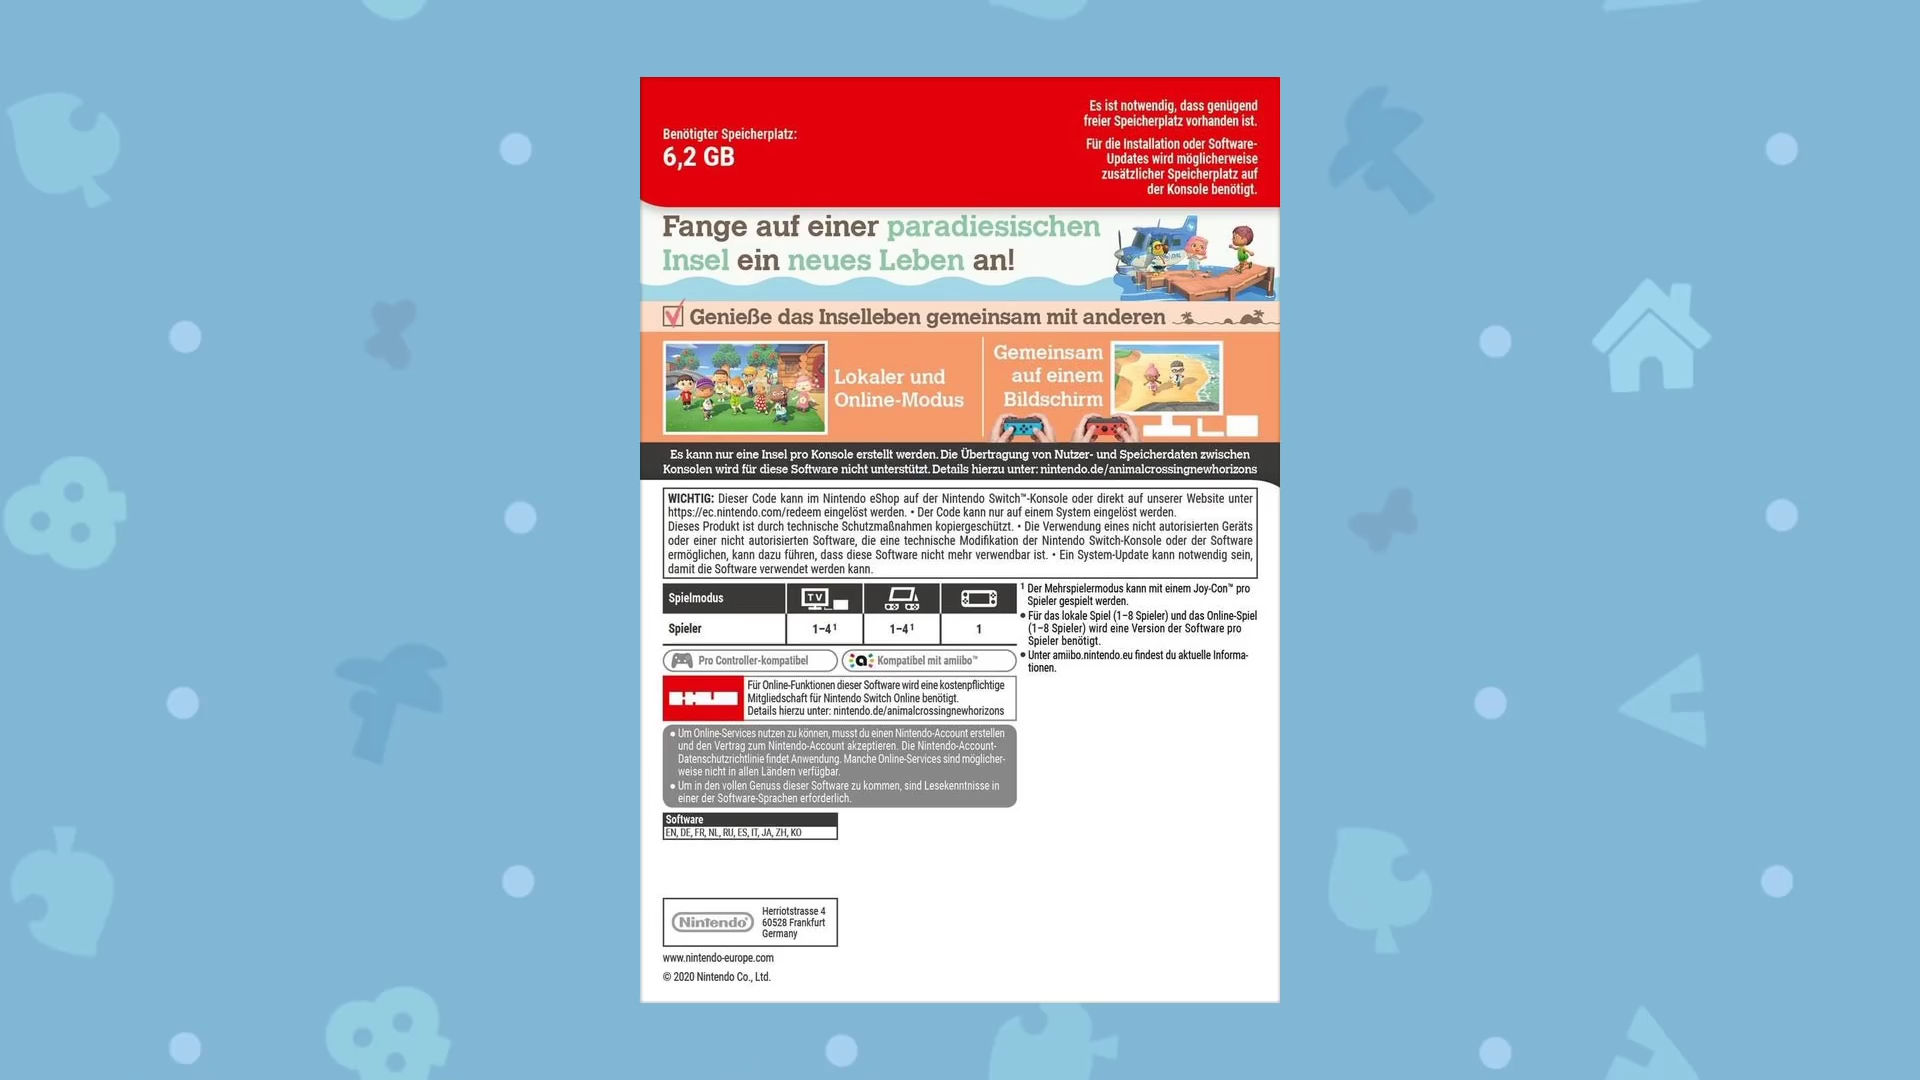 Benötigter Speicherplatz:
6,2 GB
Es ist notwendig, dass genügend
freier Speicherplatz vorhanden ist.
Für die Installation oder Software-
Updates wird möglicherweise
zusätzlicher Speicherplatz auf
der Konsole benötigt.
Fange auf einer paradiesischen
Insel ein neues Leben an!
Genieße das Inselleben gemeinsam mit anderen
Lokaler und
Online-Modus
Gemeinsam
auf einem
Bildschirm
Es kann nur eine Insel pro Konsole erstellt werden. Die Übertragung von Nutzer- und Speicherdaten zwischen
Konsolen wird für diese Software nicht unterstützt. Details hierzu unter: nintendo.de/animalcrossingnewhorizons
WICHTIG: Dieser Code kann im Nintendo eShop auf der Nintendo Switch™-Konsole oder direkt auf unserer Website unter
https://ec.nintendo.com/redeem eingelöst werden. • Der Code kann nur auf einem System eingelöst werden.
Dieses Produkt ist durch technische Schutzmaßnahmen kopiergeschützt. • Die Verwendung eines nicht autorisierten Geräts
oder einer nicht autorisierten Software, die eine technische Modifikation der Nintendo Switch-Konsole oder der Software
ermöglichen, kann dazu führen, dass diese Software nicht mehr verwendbar ist. • Ein System-Update kann notwendig sein,
damit die Software verwendet werden kann.
Spielmodus TV
Spieler 1–4¹ 1–4¹ 1
Pro Controller-kompatibel
Kompatibel mit amiibo™
¹ Der Mehrspielermodus kann mit einem Joy-Con™ pro
Spieler gespielt werden.
• Für das lokale Spiel (1–8 Spieler) und das Online-Spiel
(1–8 Spieler) wird eine Version der Software pro
Spieler benötigt.
• Unter amiibo.nintendo.eu findest du aktuelle Informa-
tionen.
Für Online-Funktionen dieser Software wird eine kostenpflichtige
Mitgliedschaft für Nintendo Switch Online benötigt.
Details hierzu unter: nintendo.de/animalcrossingnewhorizons
• Um Online-Services nutzen zu können, musst du einen Nintendo-Account erstellen
und den Vertrag zum Nintendo-Account akzeptieren. Die Nintendo-Account-
Datenschutzrichtlinie findet Anwendung. Manche Online-Services sind möglicher-
weise nicht in allen Ländern verfügbar.
• Um in den vollen Genuss dieser Software zu kommen, sind Lesekenntnisse in
einer der Software-Sprachen erforderlich.
Software
EN, DE, FR, NL, RU, ES, IT, JA, ZH, KO
Nintendo
Herriotstrasse 4
60528 Frankfurt
Germany
www.nintendo-europe.com
© 2020 Nintendo Co., Ltd.